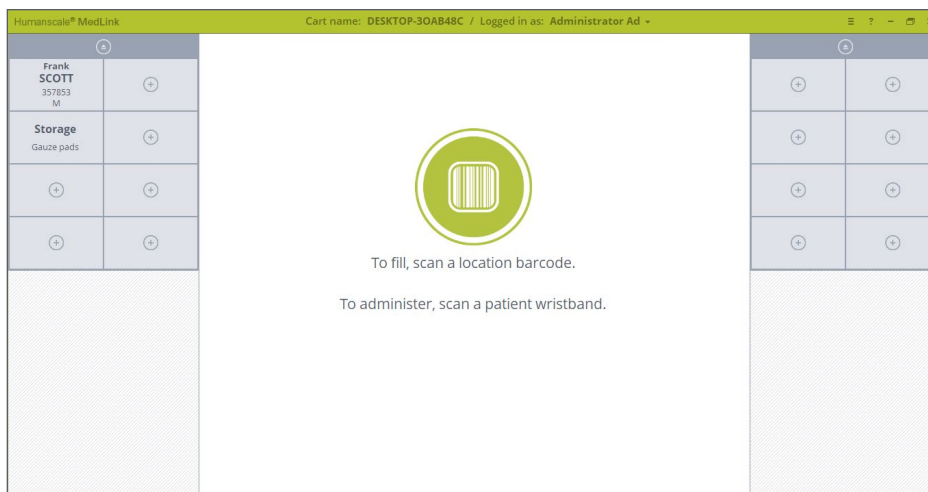 Humanscale® MedLink
Cart name: DESKTOP-3OAB48C / Logged in as: Administrator Ad
Frank
SCOTT
357853
M
Storage
Gauze pads
To fill, scan a location barcode.
To administer, scan a patient wristband.